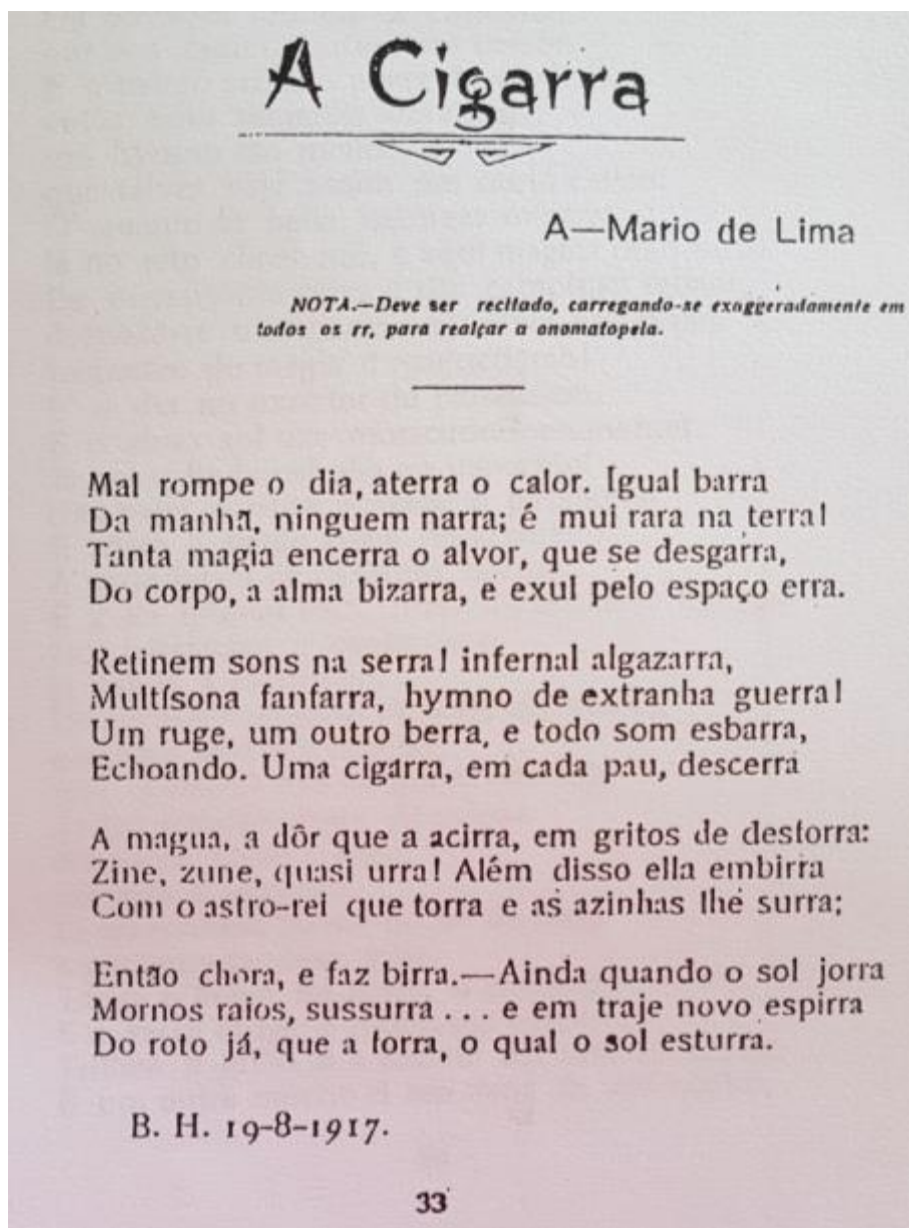 A Cigarra
A—Mario de Lima
NOTA.—Deve ser recitado, carregando-se exaggeradamente em
todos os rr, para realçar a onomatopeia.
Mal rompe o dia, aterra o calor. Igual barra
Da manhã, ninguem narra; é mui rara na terra!
Tanta magia encerra o alvor, que se desgarra,
Do corpo, a alma bizarra, e exul pelo espaço erra.
Retinem sons na serra! infernal algazarra,
Multísona fanfarra, hymno de extranha guerra!
Um ruge, um outro berra, e todo som esbarra,
Echoando. Uma cigarra, em cada pau, descerra
A magua, a dôr que a acirra, em gritos de desforra:
Zine, zune, quasi urra! Além disso ella embirra
Com o astro-rei que torra e as azinhas lhe surra;
Então chora, e faz birra.—Ainda quando o sol jorra
Mornos raios, sussurra . . . e em traje novo espirra
Do roto já, que a forra, o qual o sol esturra.
B. H. 19-8-1917.
33